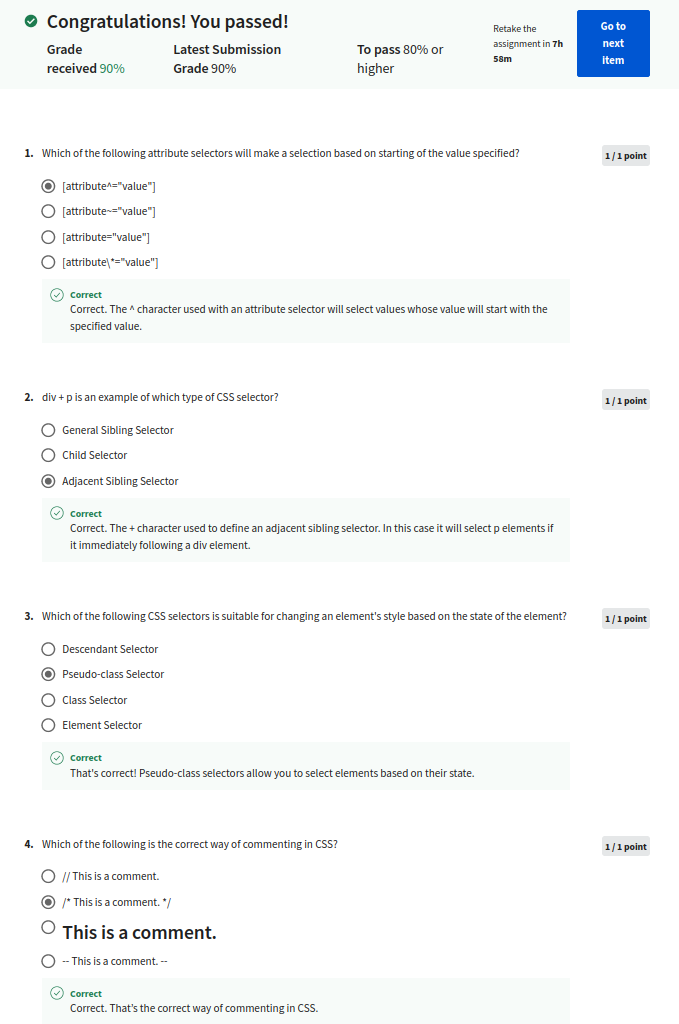 Congratulations! You passed!
Grade received 90%
Latest Submission Grade 90%
To pass 80% or higher
Retake the assignment in 7h 58m
Go to next item
1. Which of the following attribute selectors will make a selection based on starting of the value specified?
1 / 1 point
[attribute^="value"]
[attribute~="value"]
[attribute="value"]
[attribute\*="value"]
Correct
Correct. The ^ character used with an attribute selector will select values whose value will start with the
specified value.
2. div + p is an example of which type of CSS selector?
1 / 1 point
General Sibling Selector
Child Selector
Adjacent Sibling Selector
Correct
Correct. The + character used to define an adjacent sibling selector. In this case it will select p elements if
it immediately following a div element.
3. Which of the following CSS selectors is suitable for changing an element's style based on the state of the element?
1 / 1 point
Descendant Selector
Pseudo-class Selector
Class Selector
Element Selector
Correct
That's correct! Pseudo-class selectors allow you to select elements based on their state.
4. Which of the following is the correct way of commenting in CSS?
1 / 1 point
// This is a comment.
/* This is a comment. */
This is a comment.
-- This is a comment. --
Correct
Correct. That's the correct way of commenting in CSS.